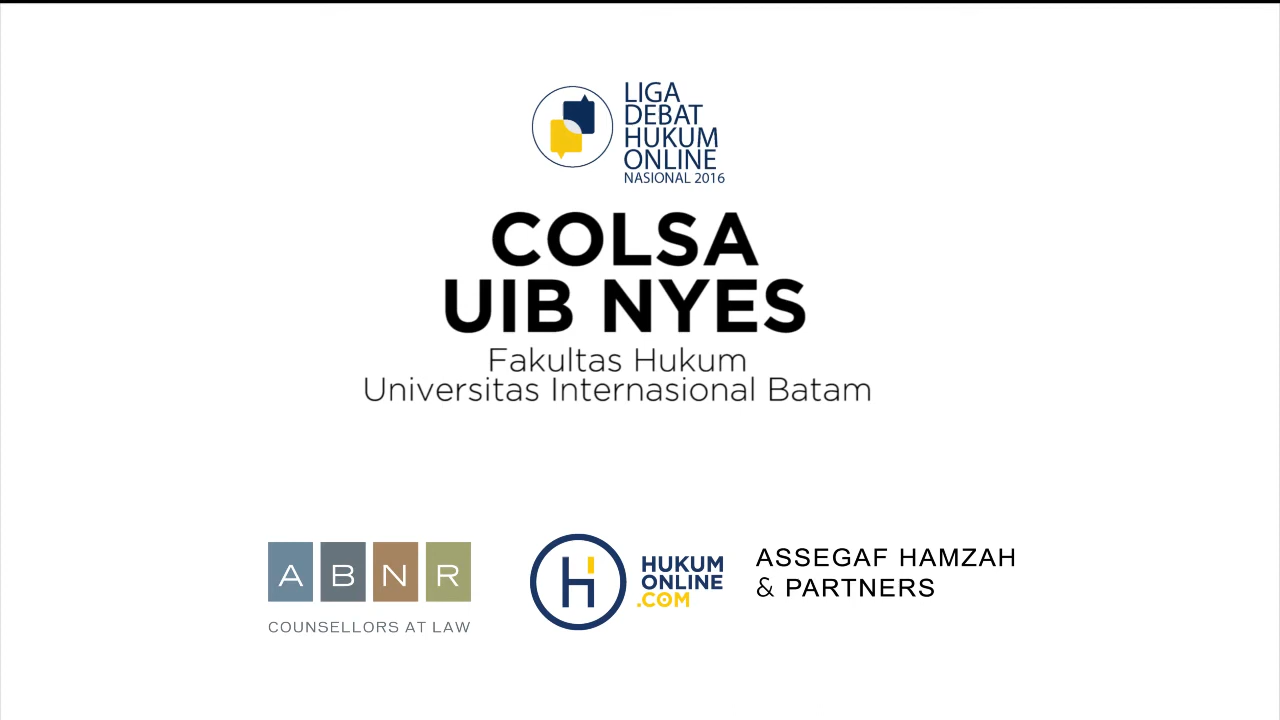 LIGA
DEBAT
HUKUM
ONLINE
NASIONAL 2016
COLSA
UIB NYES
Fakultas Hukum
Universitas Internasional Batam
A B N R
COUNSELLORS AT LAW
H
HUKUM
ONLINE
.COM
ASSEGAF HAMZAH
& PARTNERS